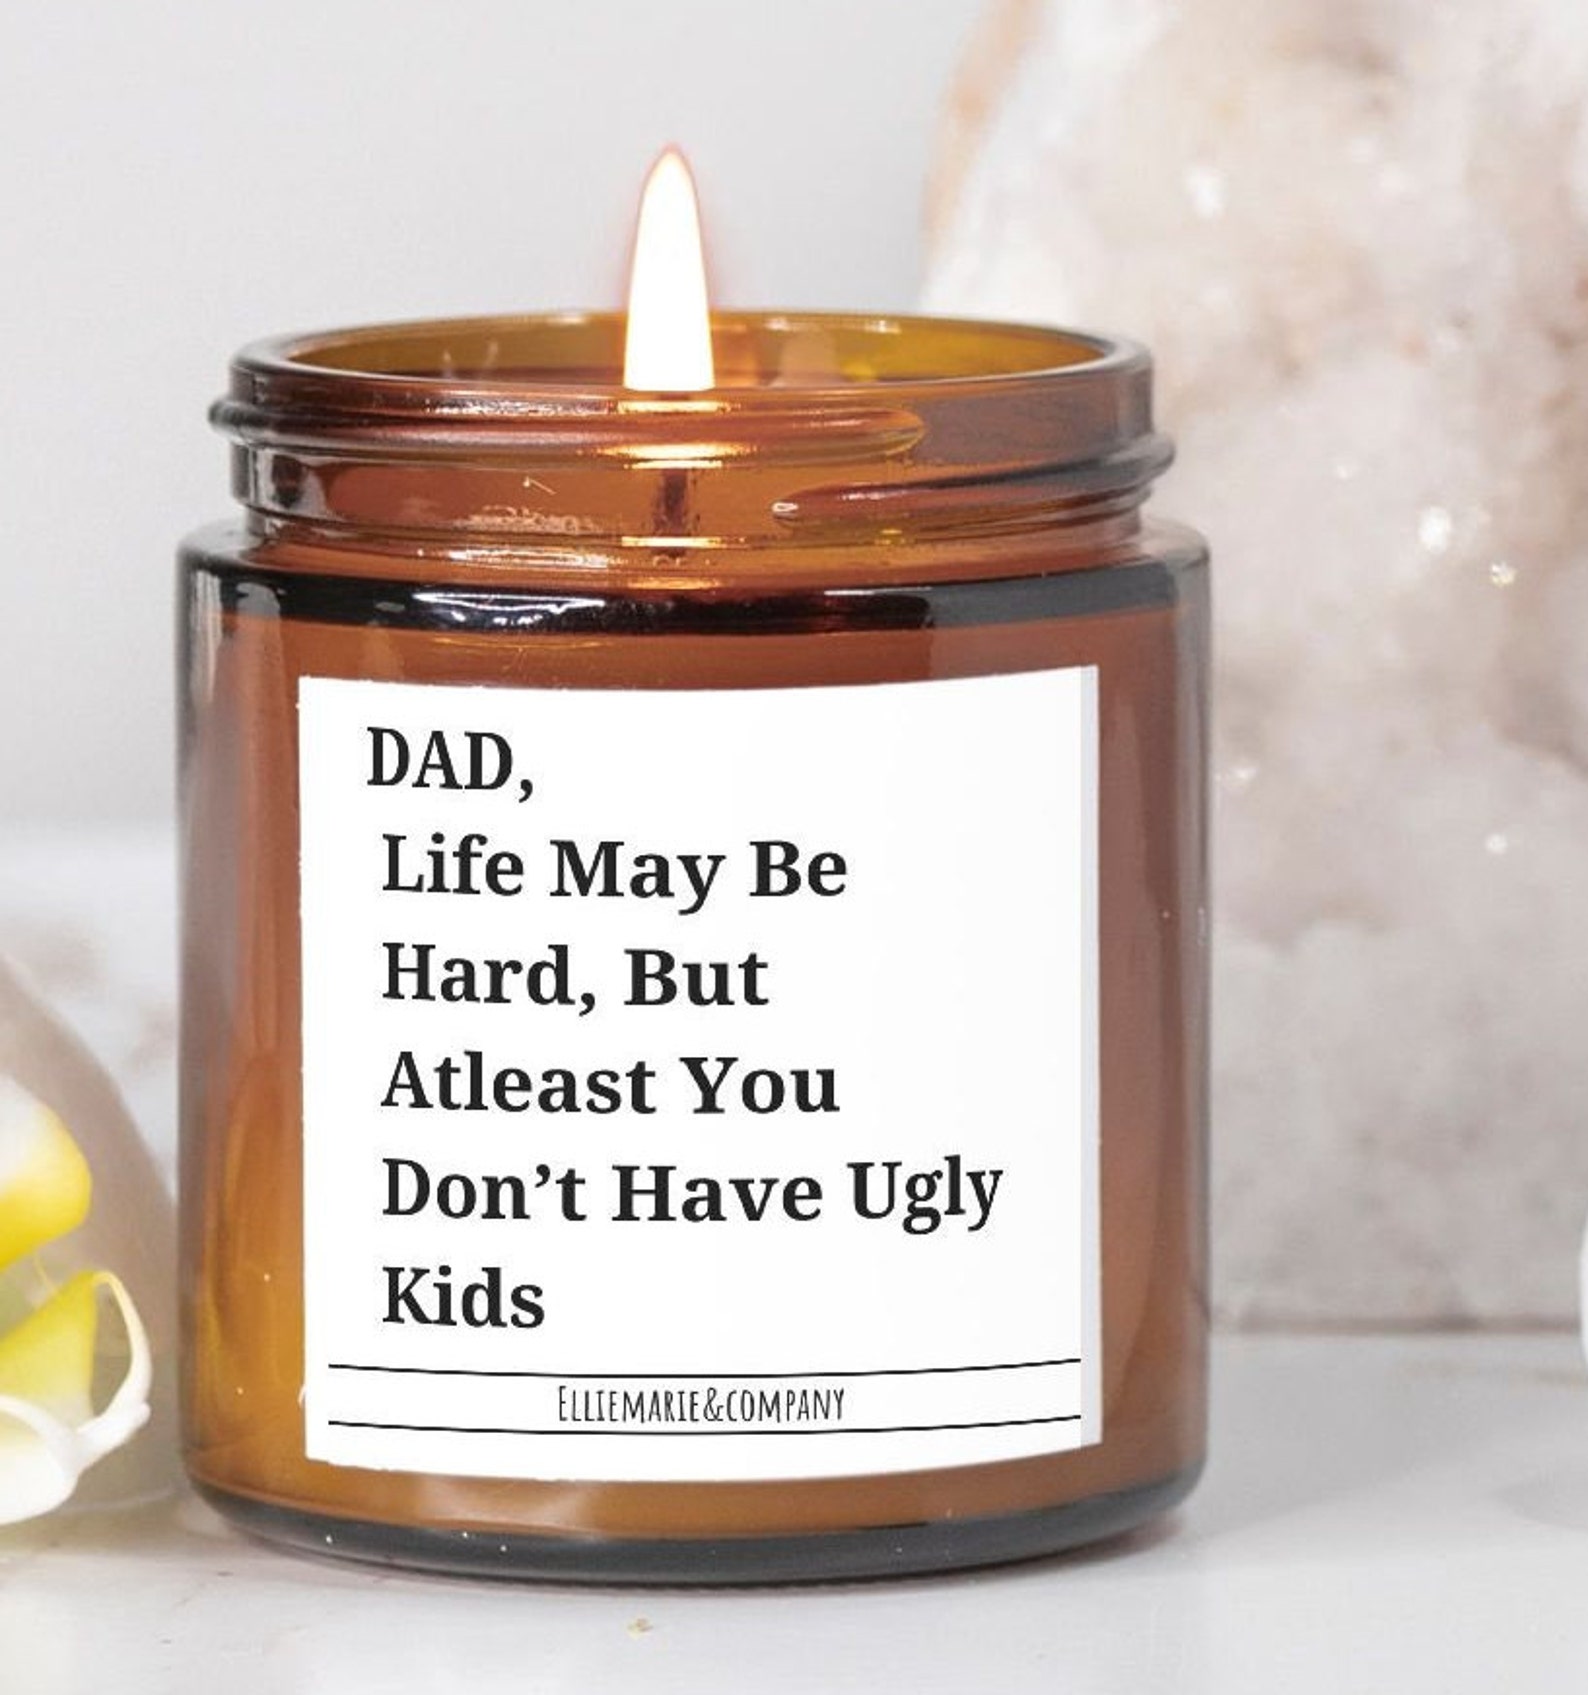 DAD,
Life May Be
Hard, But
Atleast You
Don’t Have Ugly
Kids
ELLIEMARIE&COMPANY